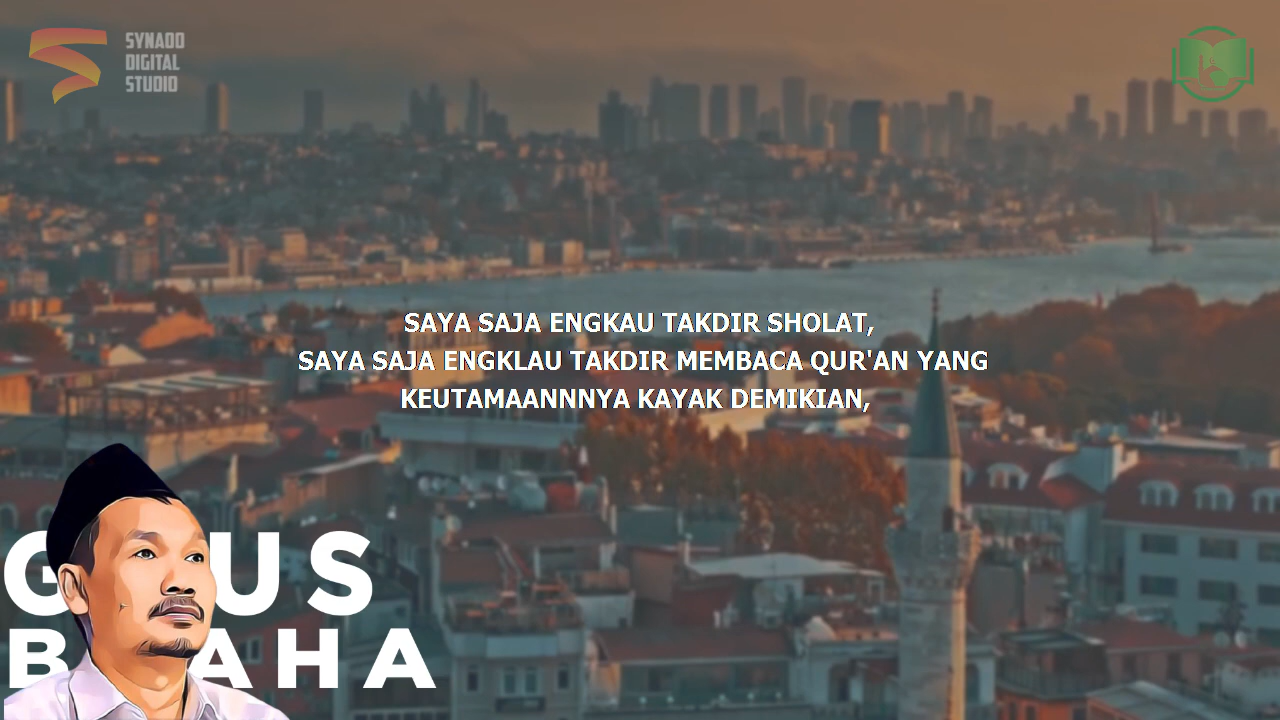 SYNADO
DIGITAL
STUDIO
SAYA SAJA ENGKAU TAKDIR SHOLAT,
SAYA SAJA ENGKLAU TAKDIR MEMBACA QUR'AN YANG
KEUTAMAANNNYA KAYAK DEMIKIAN,
GUS
BAHA